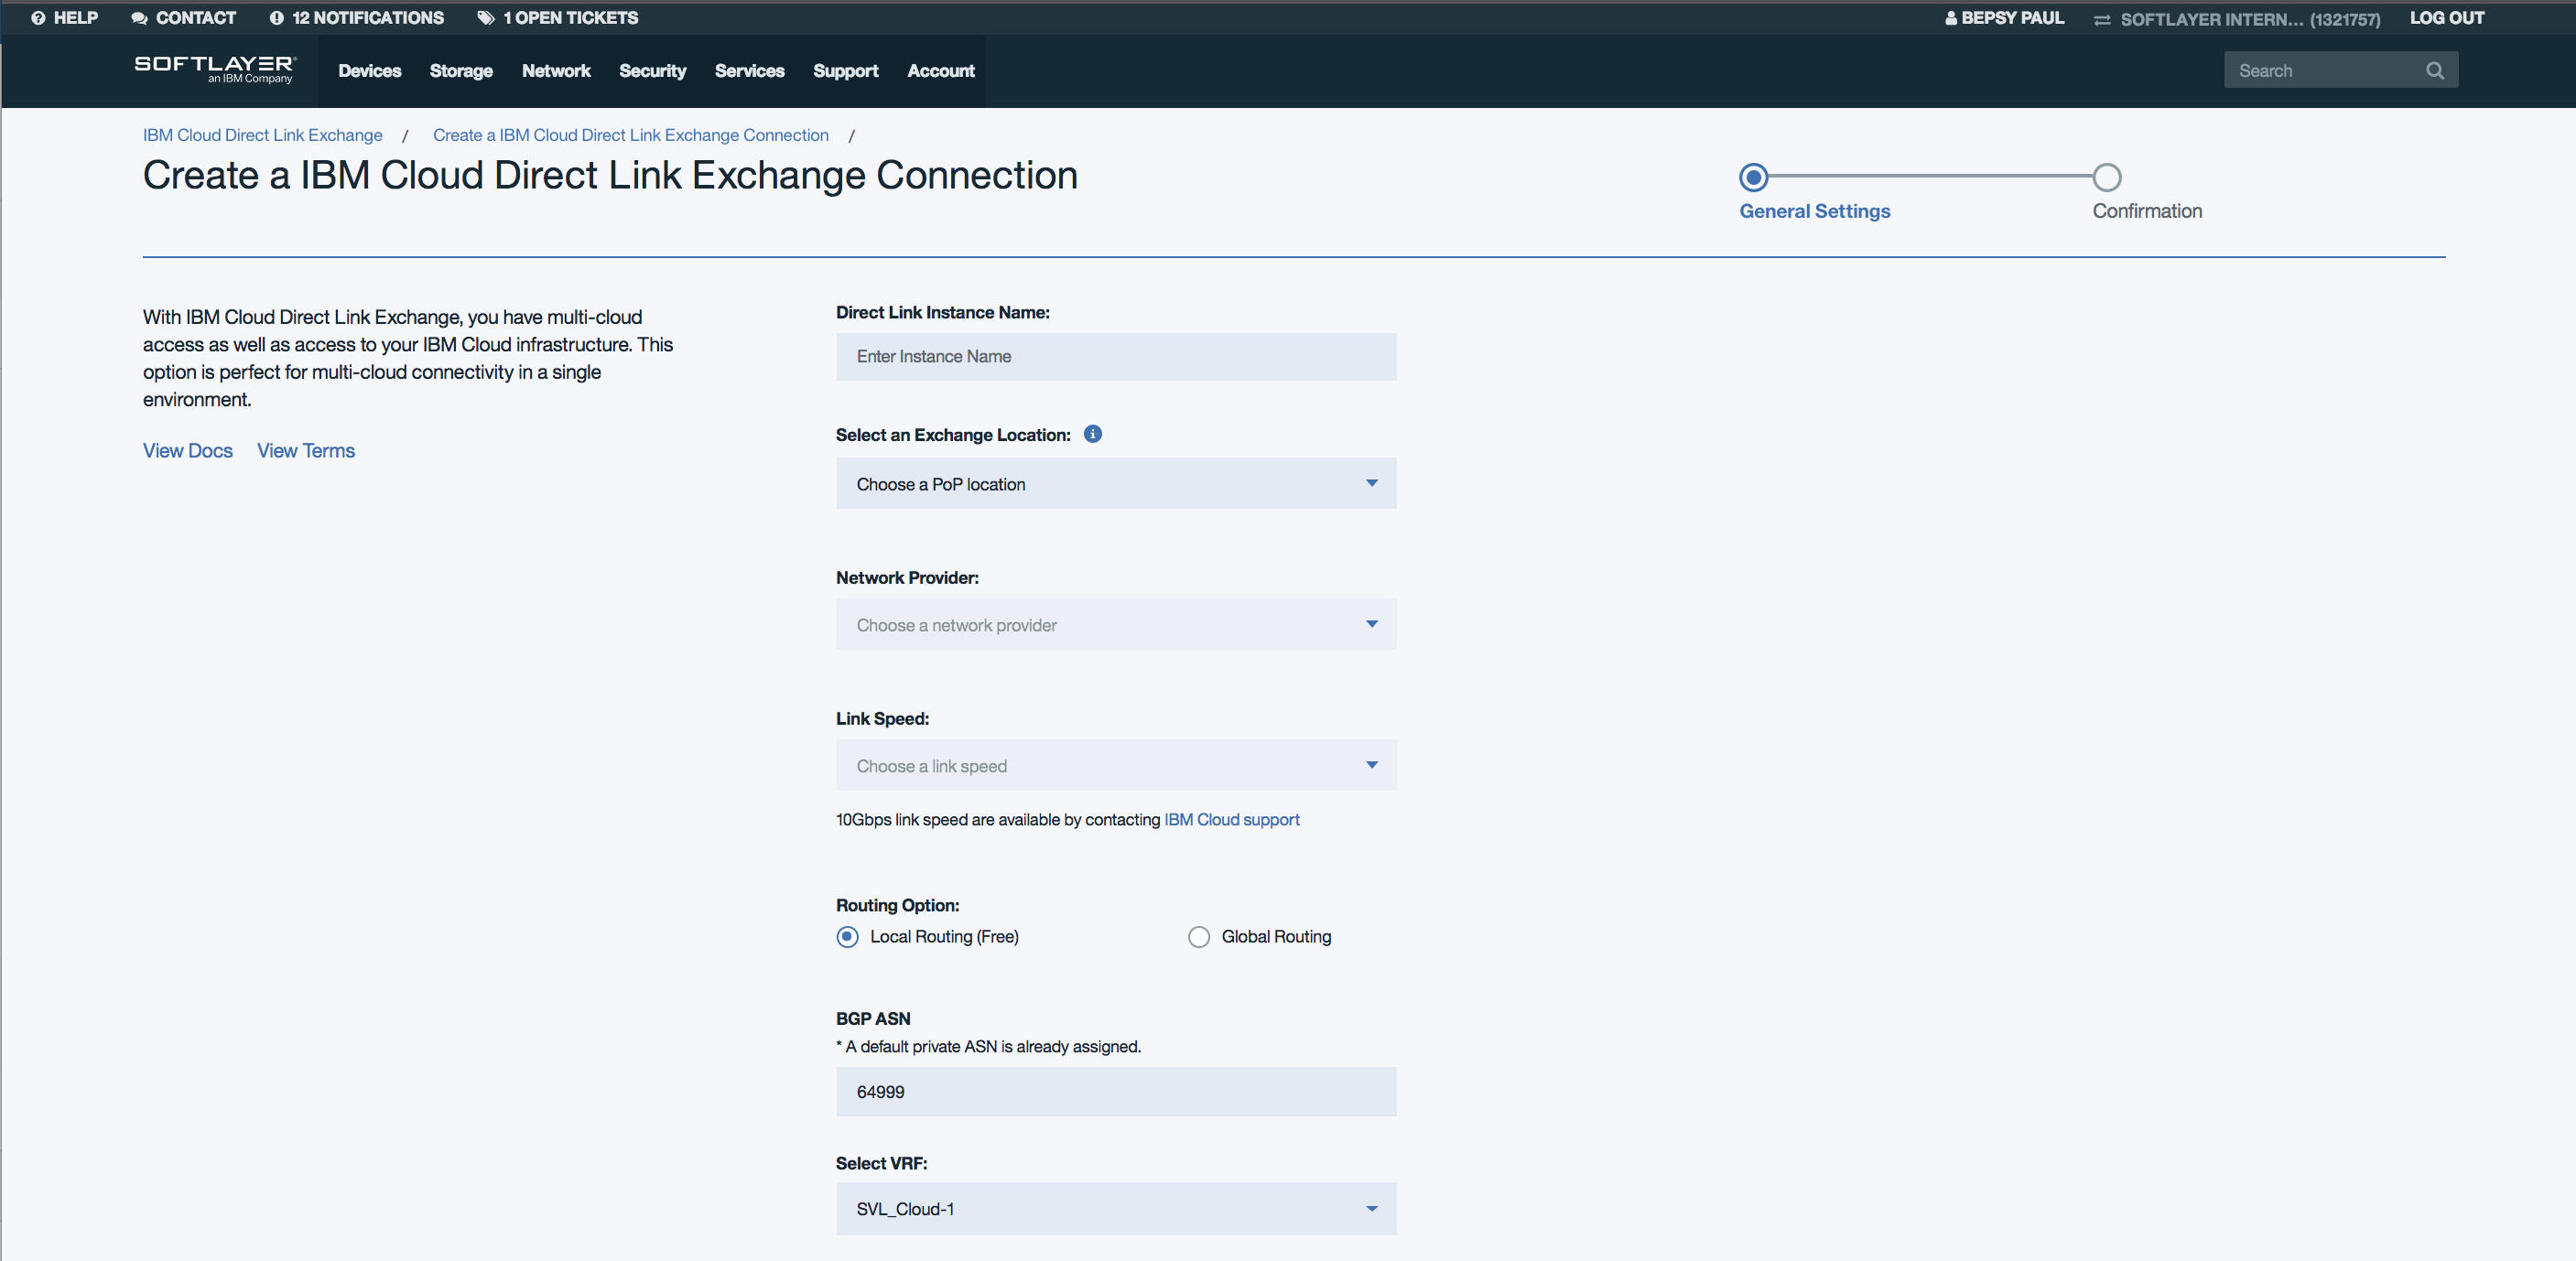 HELP CONTACT 12 NOTIFICATIONS 1 OPEN TICKETS BEPSY PAUL SOFTLAYER INTERN... (1321757) LOG OUT
SOFTLAYER®
an IBM Company
Devices Storage Network Security Services Support Account Search
IBM Cloud Direct Link Exchange / Create a IBM Cloud Direct Link Exchange Connection /
Create a IBM Cloud Direct Link Exchange Connection
General Settings Confirmation
With IBM Cloud Direct Link Exchange, you have multi-cloud
access as well as access to your IBM Cloud infrastructure. This
option is perfect for multi-cloud connectivity in a single
environment.
View Docs View Terms
Direct Link Instance Name:
Enter Instance Name
Select an Exchange Location:
Choose a PoP location
Network Provider:
Choose a network provider
Link Speed:
Choose a link speed
10Gbps link speed are available by contacting IBM Cloud support
Routing Option:
Local Routing (Free) Global Routing
BGP ASN
* A default private ASN is already assigned.
64999
Select VRF:
SVL_Cloud-1